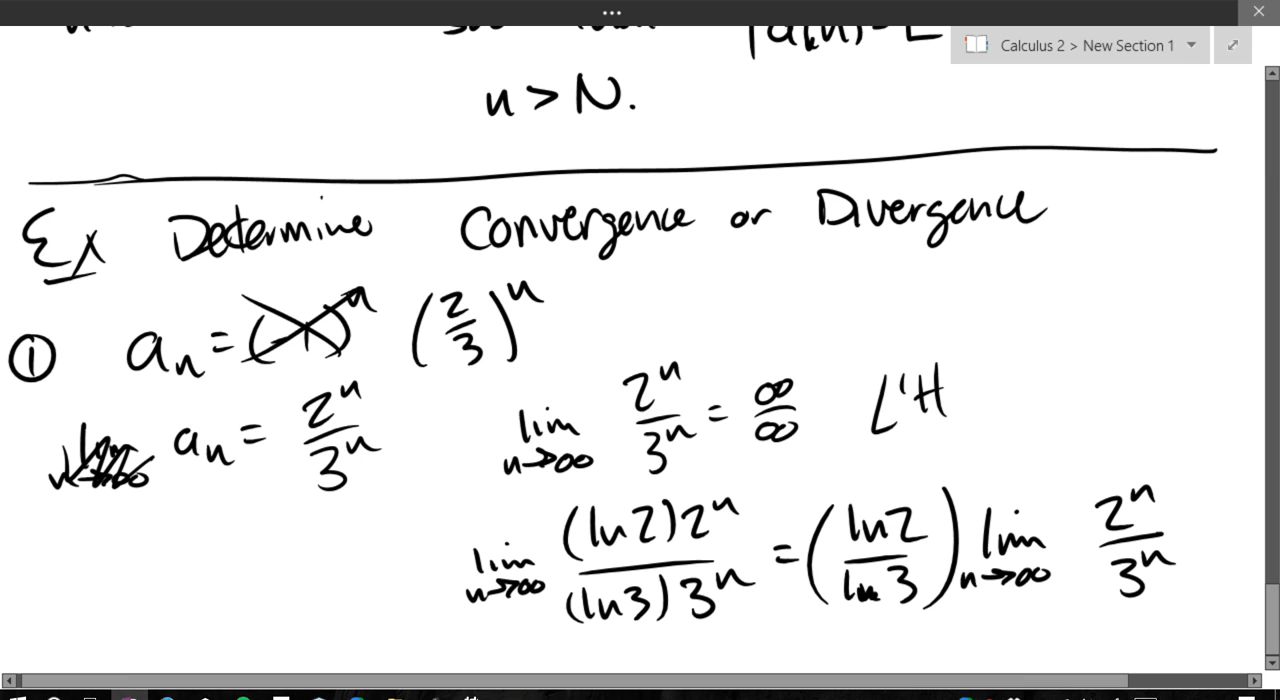 Calculus 2 > New Section 1
n > N.
Ex Determine Convergence or Divergence
① aₙ = (2/3)ⁿ
aₙ = 2ⁿ/3ⁿ lim n→∞ 2ⁿ/3ⁿ = ∞/∞ L'H
lim n→∞ (ln2)2ⁿ/(ln3)3ⁿ = (ln2/ln3) lim n→∞ 2ⁿ/3ⁿ